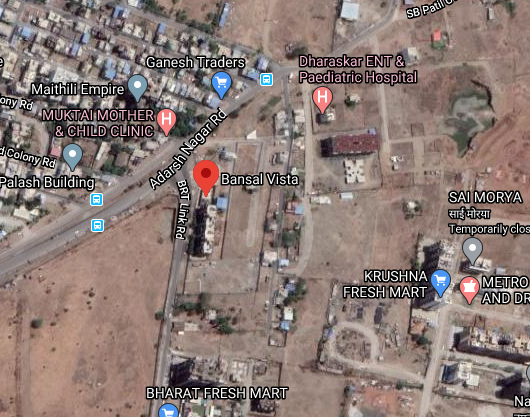 SB Patil
Ganesh Traders
Dharaskar ENT &
Paediatric Hospital
Maithili Empire
ony Rd
MUKTAI MOTHER
& CHILD CLINIC
Adarsh Nagar Rd
d Colony Rd
Palash Building
Bansal Vista
BRT Link Rd
SAI MORYA
साई मोरया
Temporarily clos
KRUSHNA
FRESH MART
METRO
AND DR
BHARAT FRESH MART
Na